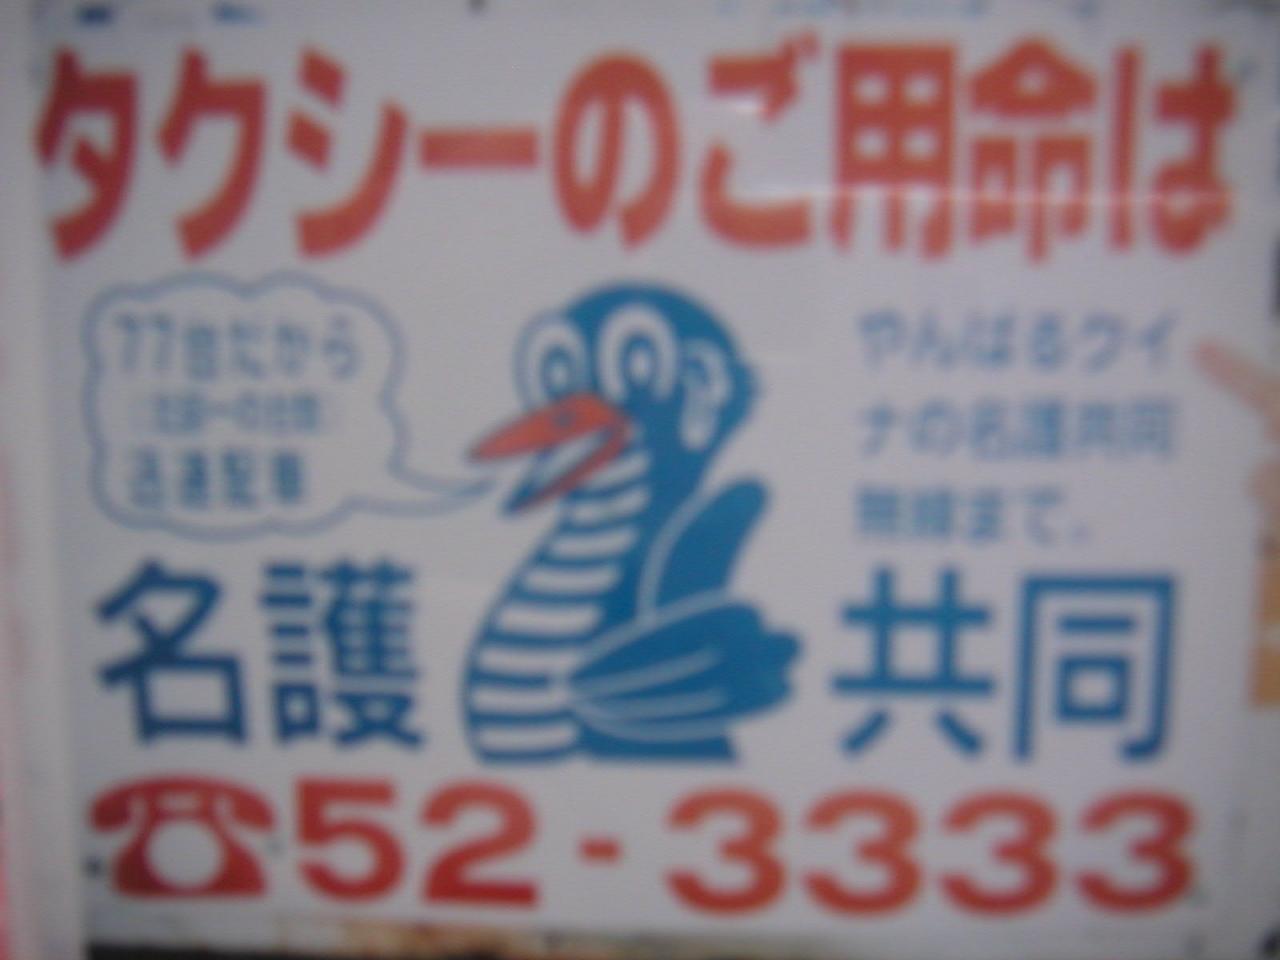 タクシーのご用命は
77台だから
迅速配車
やんばるクイ
ナの名護共同
無線まで。
名護 共同
☎52-3333